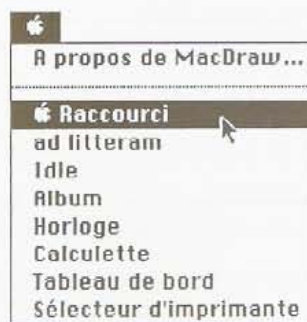 A propos de MacDraw...
Raccourci
ad litteram
Idle
Album
Horloge
Calculette
Tableau de bord
Sélecteur d'imprimante